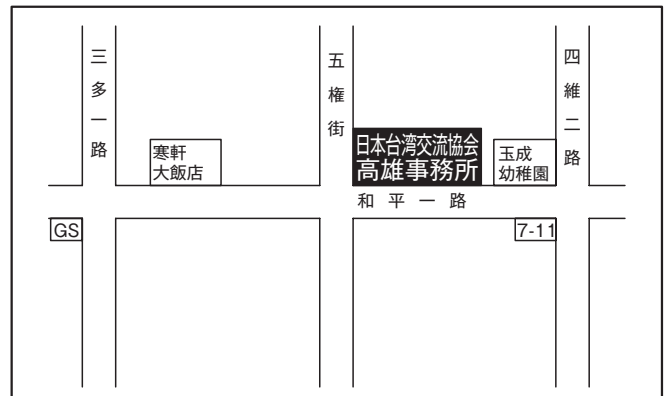 三多一路
五権街
四維二路
寒軒
大飯店
日本台湾交流協会
高雄事務所
玉成
幼稚園
和平一路
GS
7-11